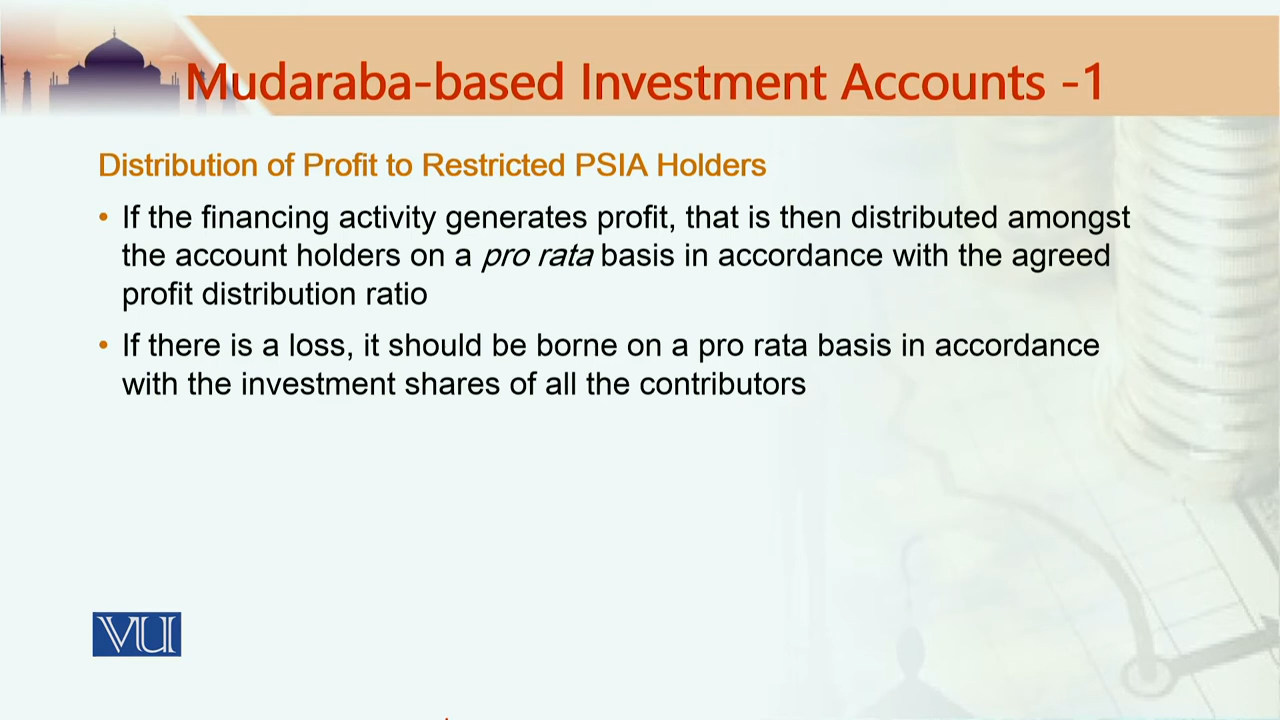 Mudaraba-based Investment Accounts -1
Distribution of Profit to Restricted PSIA Holders
• If the financing activity generates profit, that is then distributed amongst
the account holders on a pro rata basis in accordance with the agreed
profit distribution ratio
• If there is a loss, it should be borne on a pro rata basis in accordance
with the investment shares of all the contributors
VU